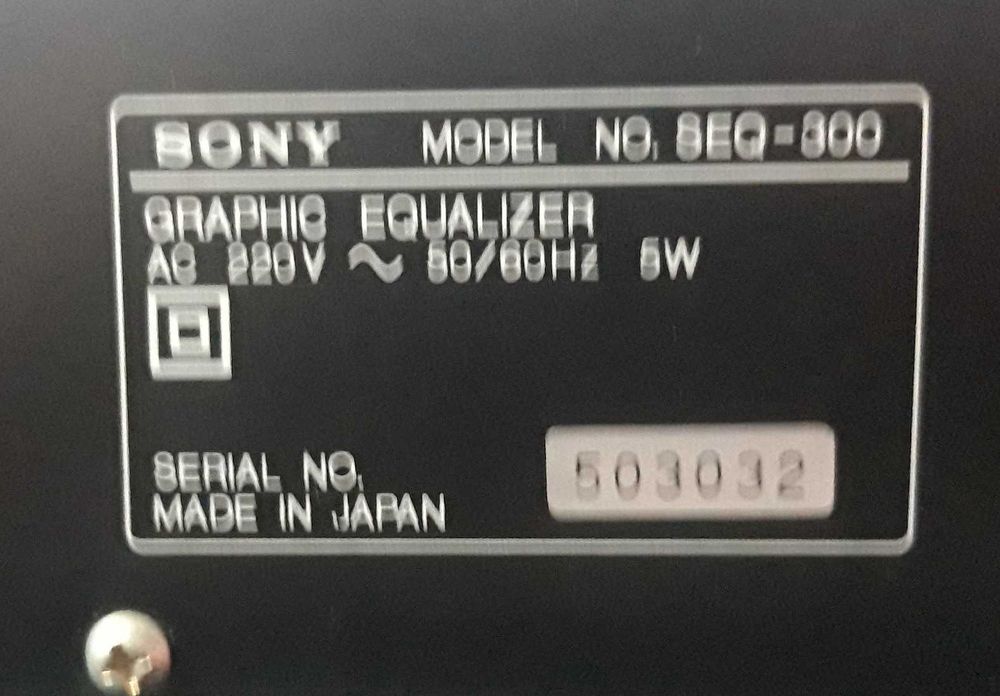 SONY MODEL NO. SEQ-300
GRAPHIC EQUALIZER
AC 220V ~ 50/60Hz 5W
SERIAL NO. 503032
MADE IN JAPAN